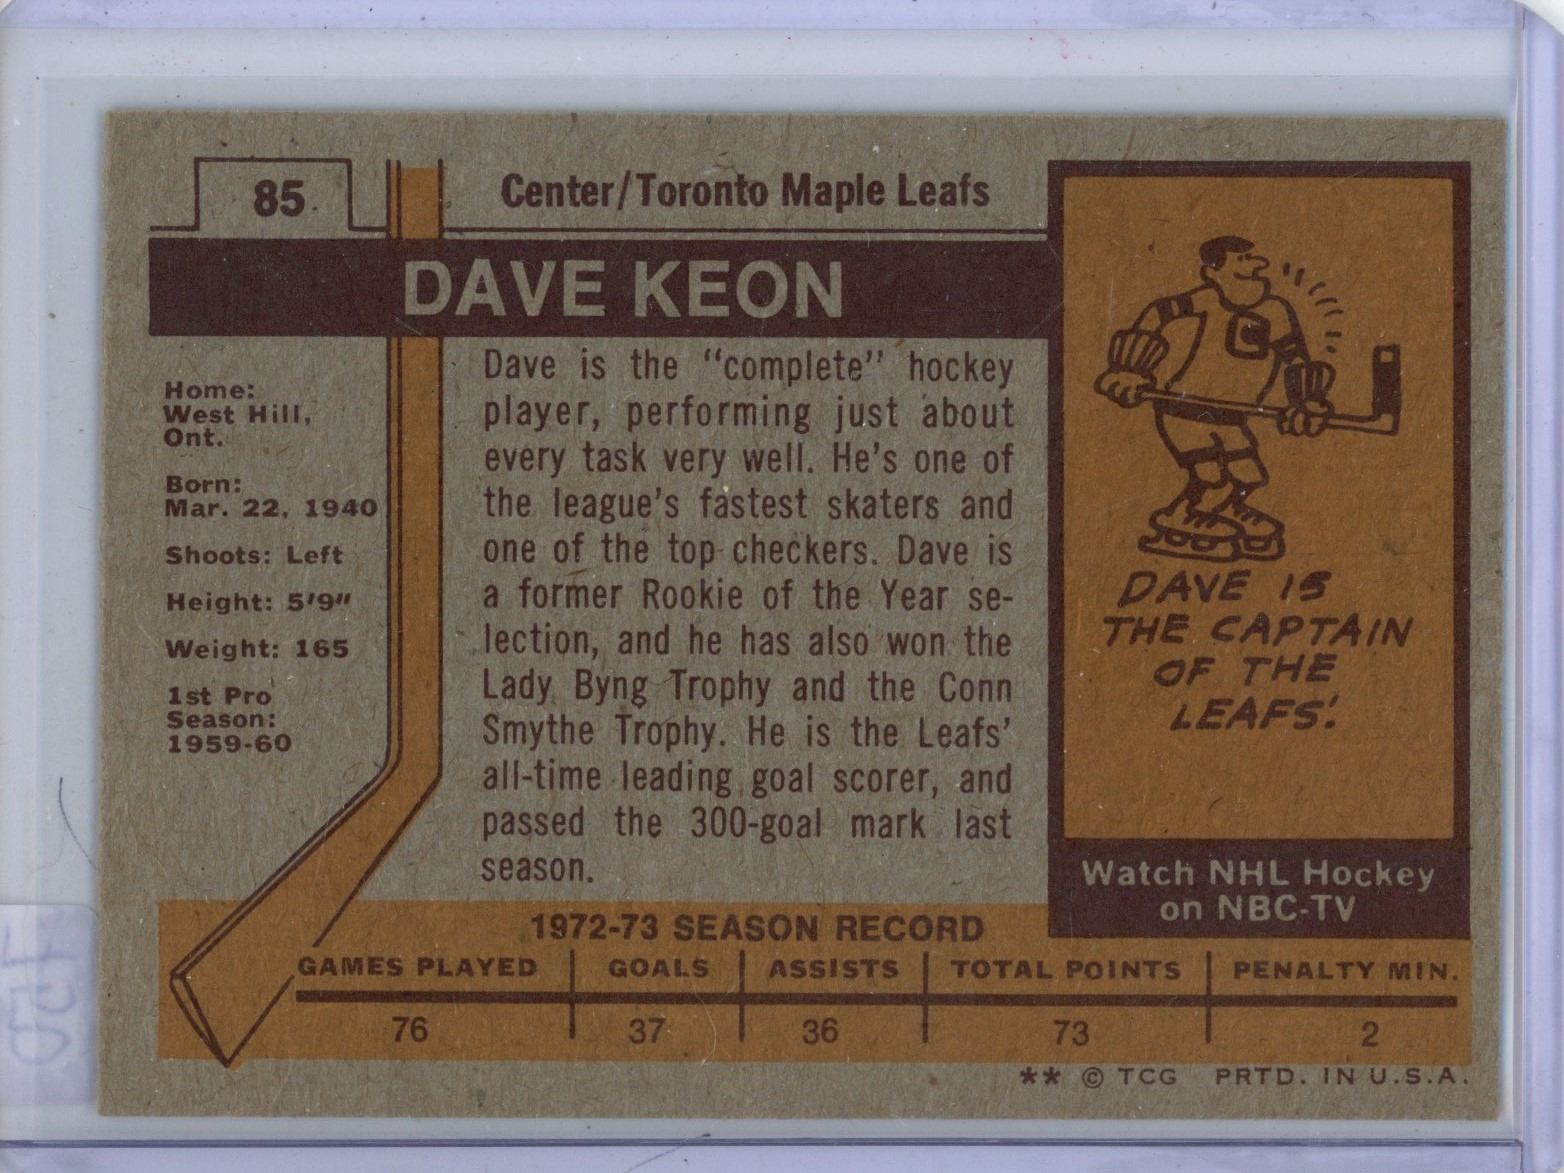 85
Center/Toronto Maple Leafs
DAVE KEON
Home:
West Hill,
Ont.
Born:
Mar. 22, 1940
Shoots: Left
Height: 5'9"
Weight: 165
1st Pro
Season:
1959-60
Dave is the "complete" hockey
player, performing just about
every task very well. He's one of
the league's fastest skaters and
one of the top checkers. Dave is
a former Rookie of the Year se-
lection, and he has also won the
Lady Byng Trophy and the Conn
Smythe Trophy. He is the Leafs'
all-time leading goal scorer, and
passed the 300-goal mark last
season.
C
DAVE IS
THE CAPTAIN
OF THE
LEAFS.'
Watch NHL Hockey
on NBC-TV
1972-73 SEASON RECORD
GAMES PLAYED GOALS ASSISTS TOTAL POINTS PENALTY MIN.
76 37 36 73 2
** © TCG PRTD. IN U.S.A.